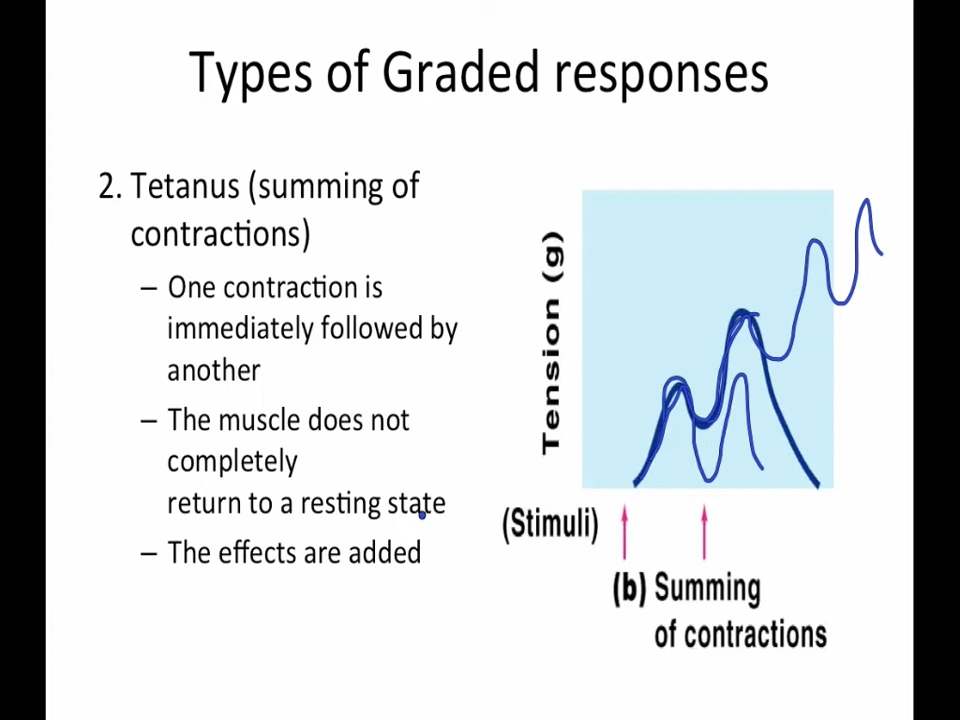 Types of Graded responses
2. Tetanus (summing of
contractions)
– One contraction is
immediately followed by
another
– The muscle does not
completely
return to a resting state
– The effects are added
Tension (g)
(Stimuli)
(b) Summing
of contractions